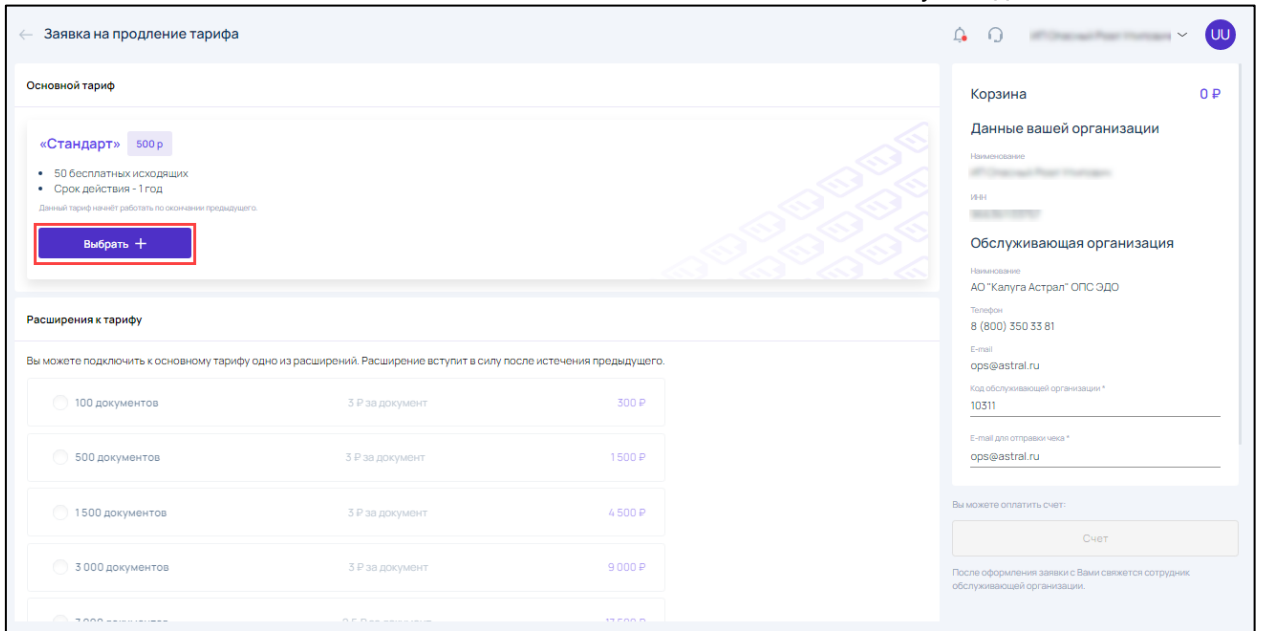 Заявка на продление тарифа
UU
Основной тариф
«Стандарт» 500 р
50 бесплатных исходящих
Срок действия - 1 год
Данный тариф начнёт работать по окончании предыдущего.
Выбрать +
Расширения к тарифу
Вы можете подключить к основному тарифу одно из расширений. Расширение вступит в силу после истечения предыдущего.
100 документов 3 ₽ за документ 300 ₽
500 документов 3 ₽ за документ 1 500 ₽
1 500 документов 3 ₽ за документ 4 500 ₽
3 000 документов 3 ₽ за документ 9 000 ₽
Корзина 0 ₽
Данные вашей организации
Наименование
ИНН
Обслуживающая организация
Наименование
АО "Калуга Астрал" ОПС ЭДО
Телефон
8 (800) 350 33 81
E-mail
ops@astral.ru
Код обслуживающей организации *
10311
E-mail для отправки чека *
ops@astral.ru
Вы можете оплатить счет:
Счет
После оформления заявки с Вами свяжется сотрудник
обслуживающей организации.